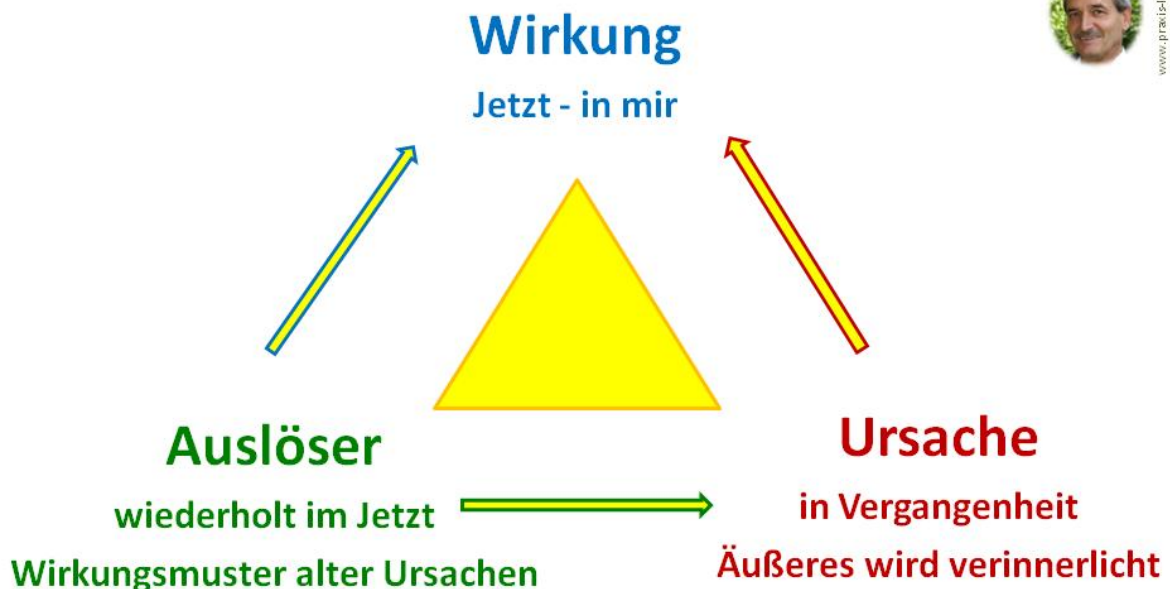 Wirkung
Jetzt - in mir
Auslöser
wiederholt im Jetzt
Wirkungsmuster alter Ursachen
Ursache
in Vergangenheit
Äußeres wird verinnerlicht